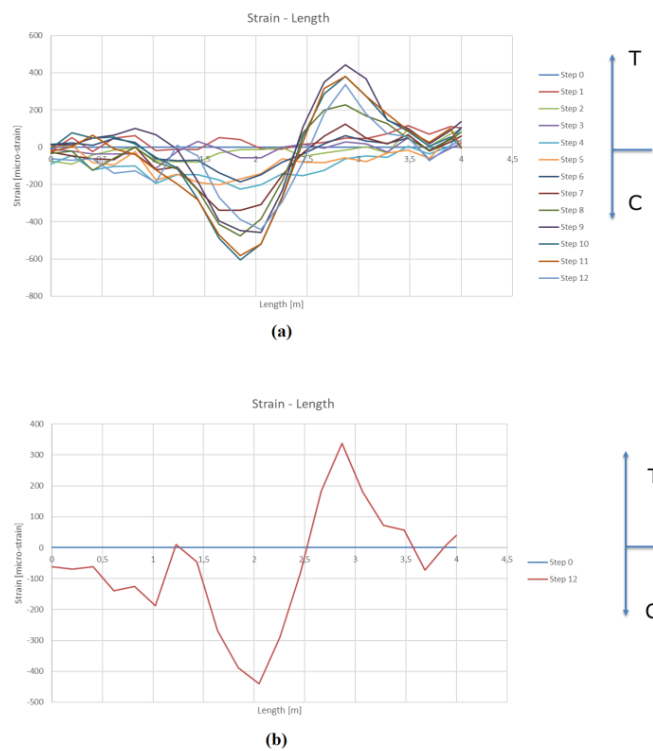 Strain - Length
600
400
200
0
-200
-400
-600
-800
0 0,5 1 1,5 2 2,5 3 3,5 4 4,5
Strain [micro-strain]
Length [m]
Step 0
Step 1
Step 2
Step 3
Step 4
Step 5
Step 6
Step 7
Step 8
Step 9
Step 10
Step 11
Step 12
T
C
(a)
Strain - Length
400
300
200
100
0
-100
-200
-300
-400
-500
0 0,5 1 1,5 2 2,5 3 3,5 4 4,5
Strain [micro-strain]
Length [m]
Step 0
Step 12
T
C
(b)